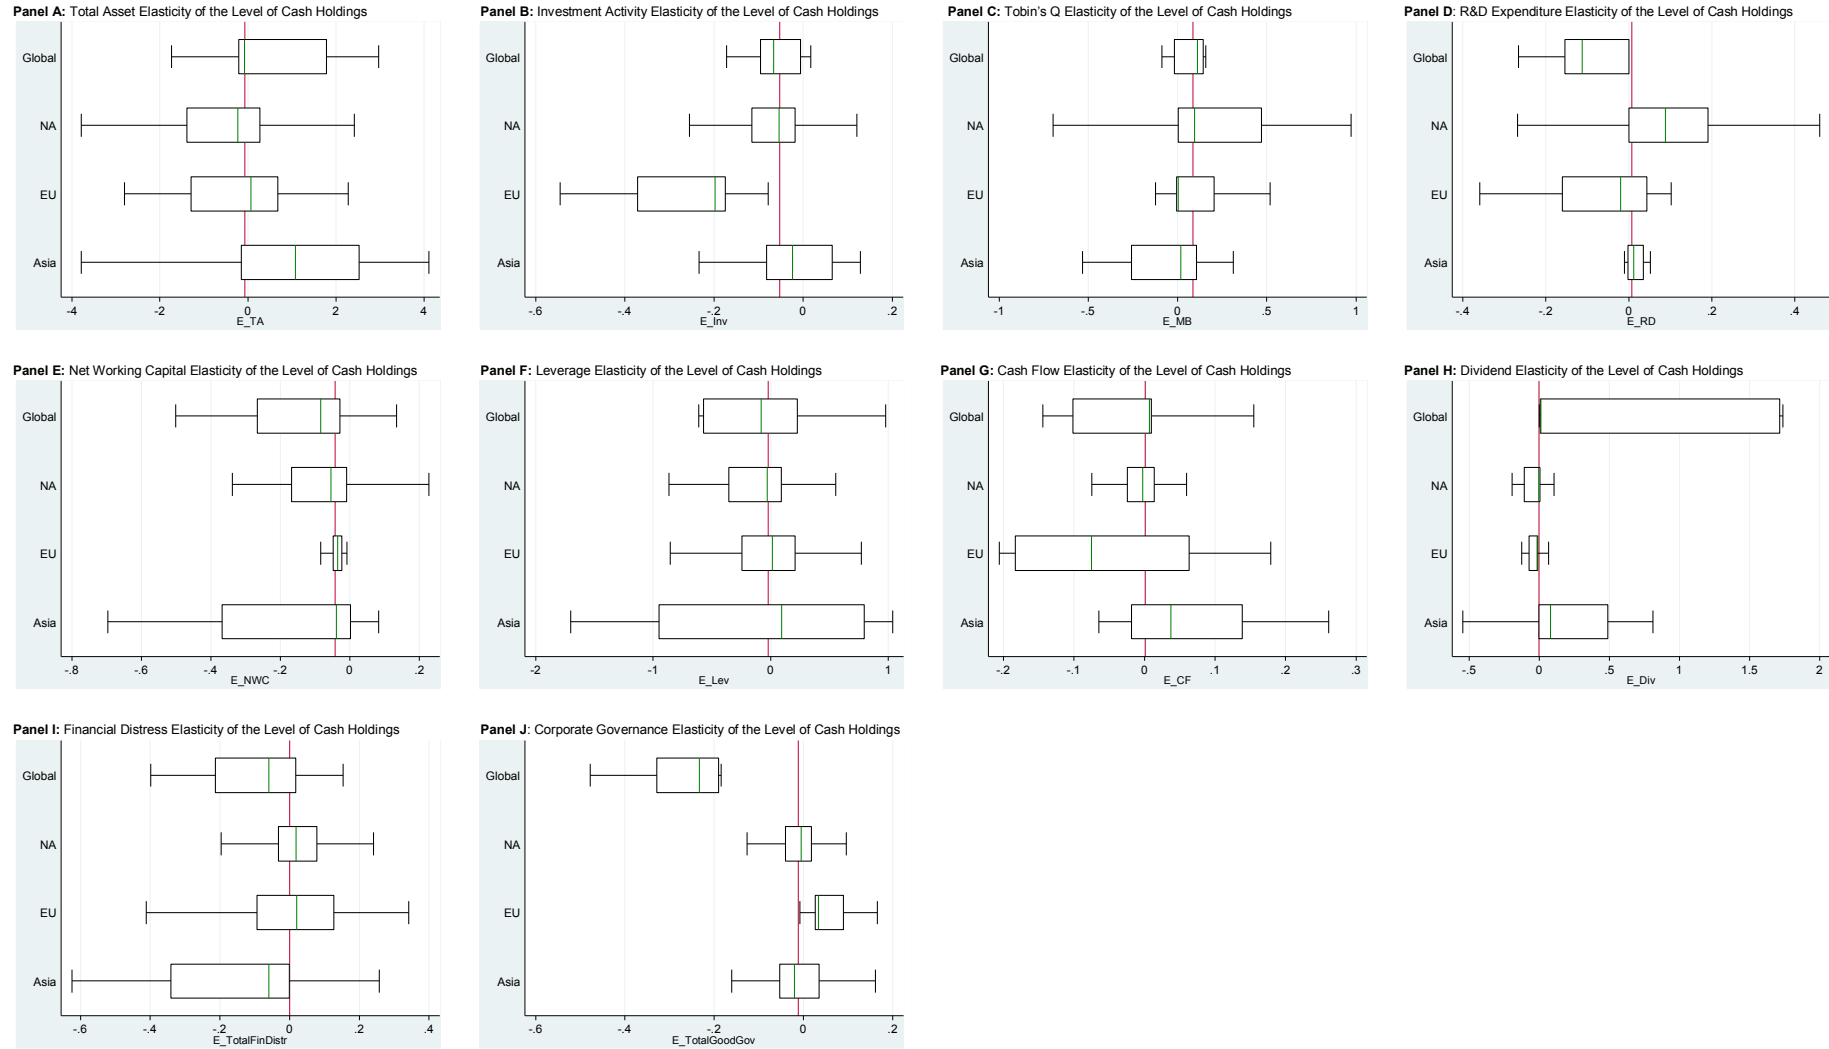 Panel A: Total Asset Elasticity of the Level of Cash Holdings
Global
NA
EU
Asia
-4 -2 0 2 4
E_TA
Panel B: Investment Activity Elasticity of the Level of Cash Holdings
Global
NA
EU
Asia
-.6 -.4 -.2 0 .2
E_Inv
Panel C: Tobin's Q Elasticity of the Level of Cash Holdings
Global
NA
EU
Asia
-1 -.5 0 .5 1
E_MB
Panel D: R&D Expenditure Elasticity of the Level of Cash Holdings
Global
NA
EU
Asia
-.4 -.2 0 .2 .4
E_RD
Panel E: Net Working Capital Elasticity of the Level of Cash Holdings
Global
NA
EU
Asia
-.8 -.6 -.4 -.2 0 .2
E_NWC
Panel F: Leverage Elasticity of the Level of Cash Holdings
Global
NA
EU
Asia
-2 -1 0 1
E_Lev
Panel G: Cash Flow Elasticity of the Level of Cash Holdings
Global
NA
EU
Asia
-.2 -.1 0 .1 .2 .3
E_CF
Panel H: Dividend Elasticity of the Level of Cash Holdings
Global
NA
EU
Asia
-.5 0 .5 1 1.5 2
E_Div
Panel I: Financial Distress Elasticity of the Level of Cash Holdings
Global
NA
EU
Asia
-.6 -.4 -.2 0 .2 .4
E_TotalFinDistr
Panel J: Corporate Governance Elasticity of the Level of Cash Holdings
Global
NA
EU
Asia
-.6 -.4 -.2 0 .2
E_TotalGoodGov